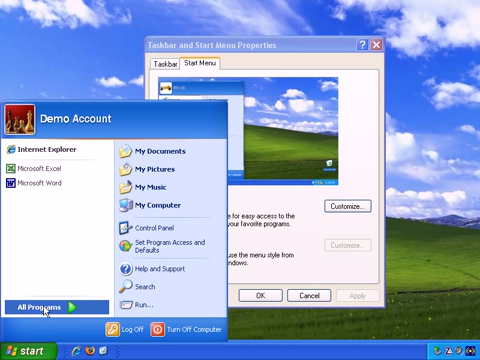 Taskbar and Start Menu Properties
Taskbar
Start Menu
Demo Account
Internet Explorer
Microsoft Excel
Microsoft Word
My Documents
My Pictures
My Music
My Computer
Control Panel
Set Program Access and
Defaults
Help and Support
Search
Run...
All Programs
Log Off
Turn Off Computer
for easy access to the
your favorite programs.
Customize...
use the menu style from
indows.
Customize...
OK
Cancel
Apply
start